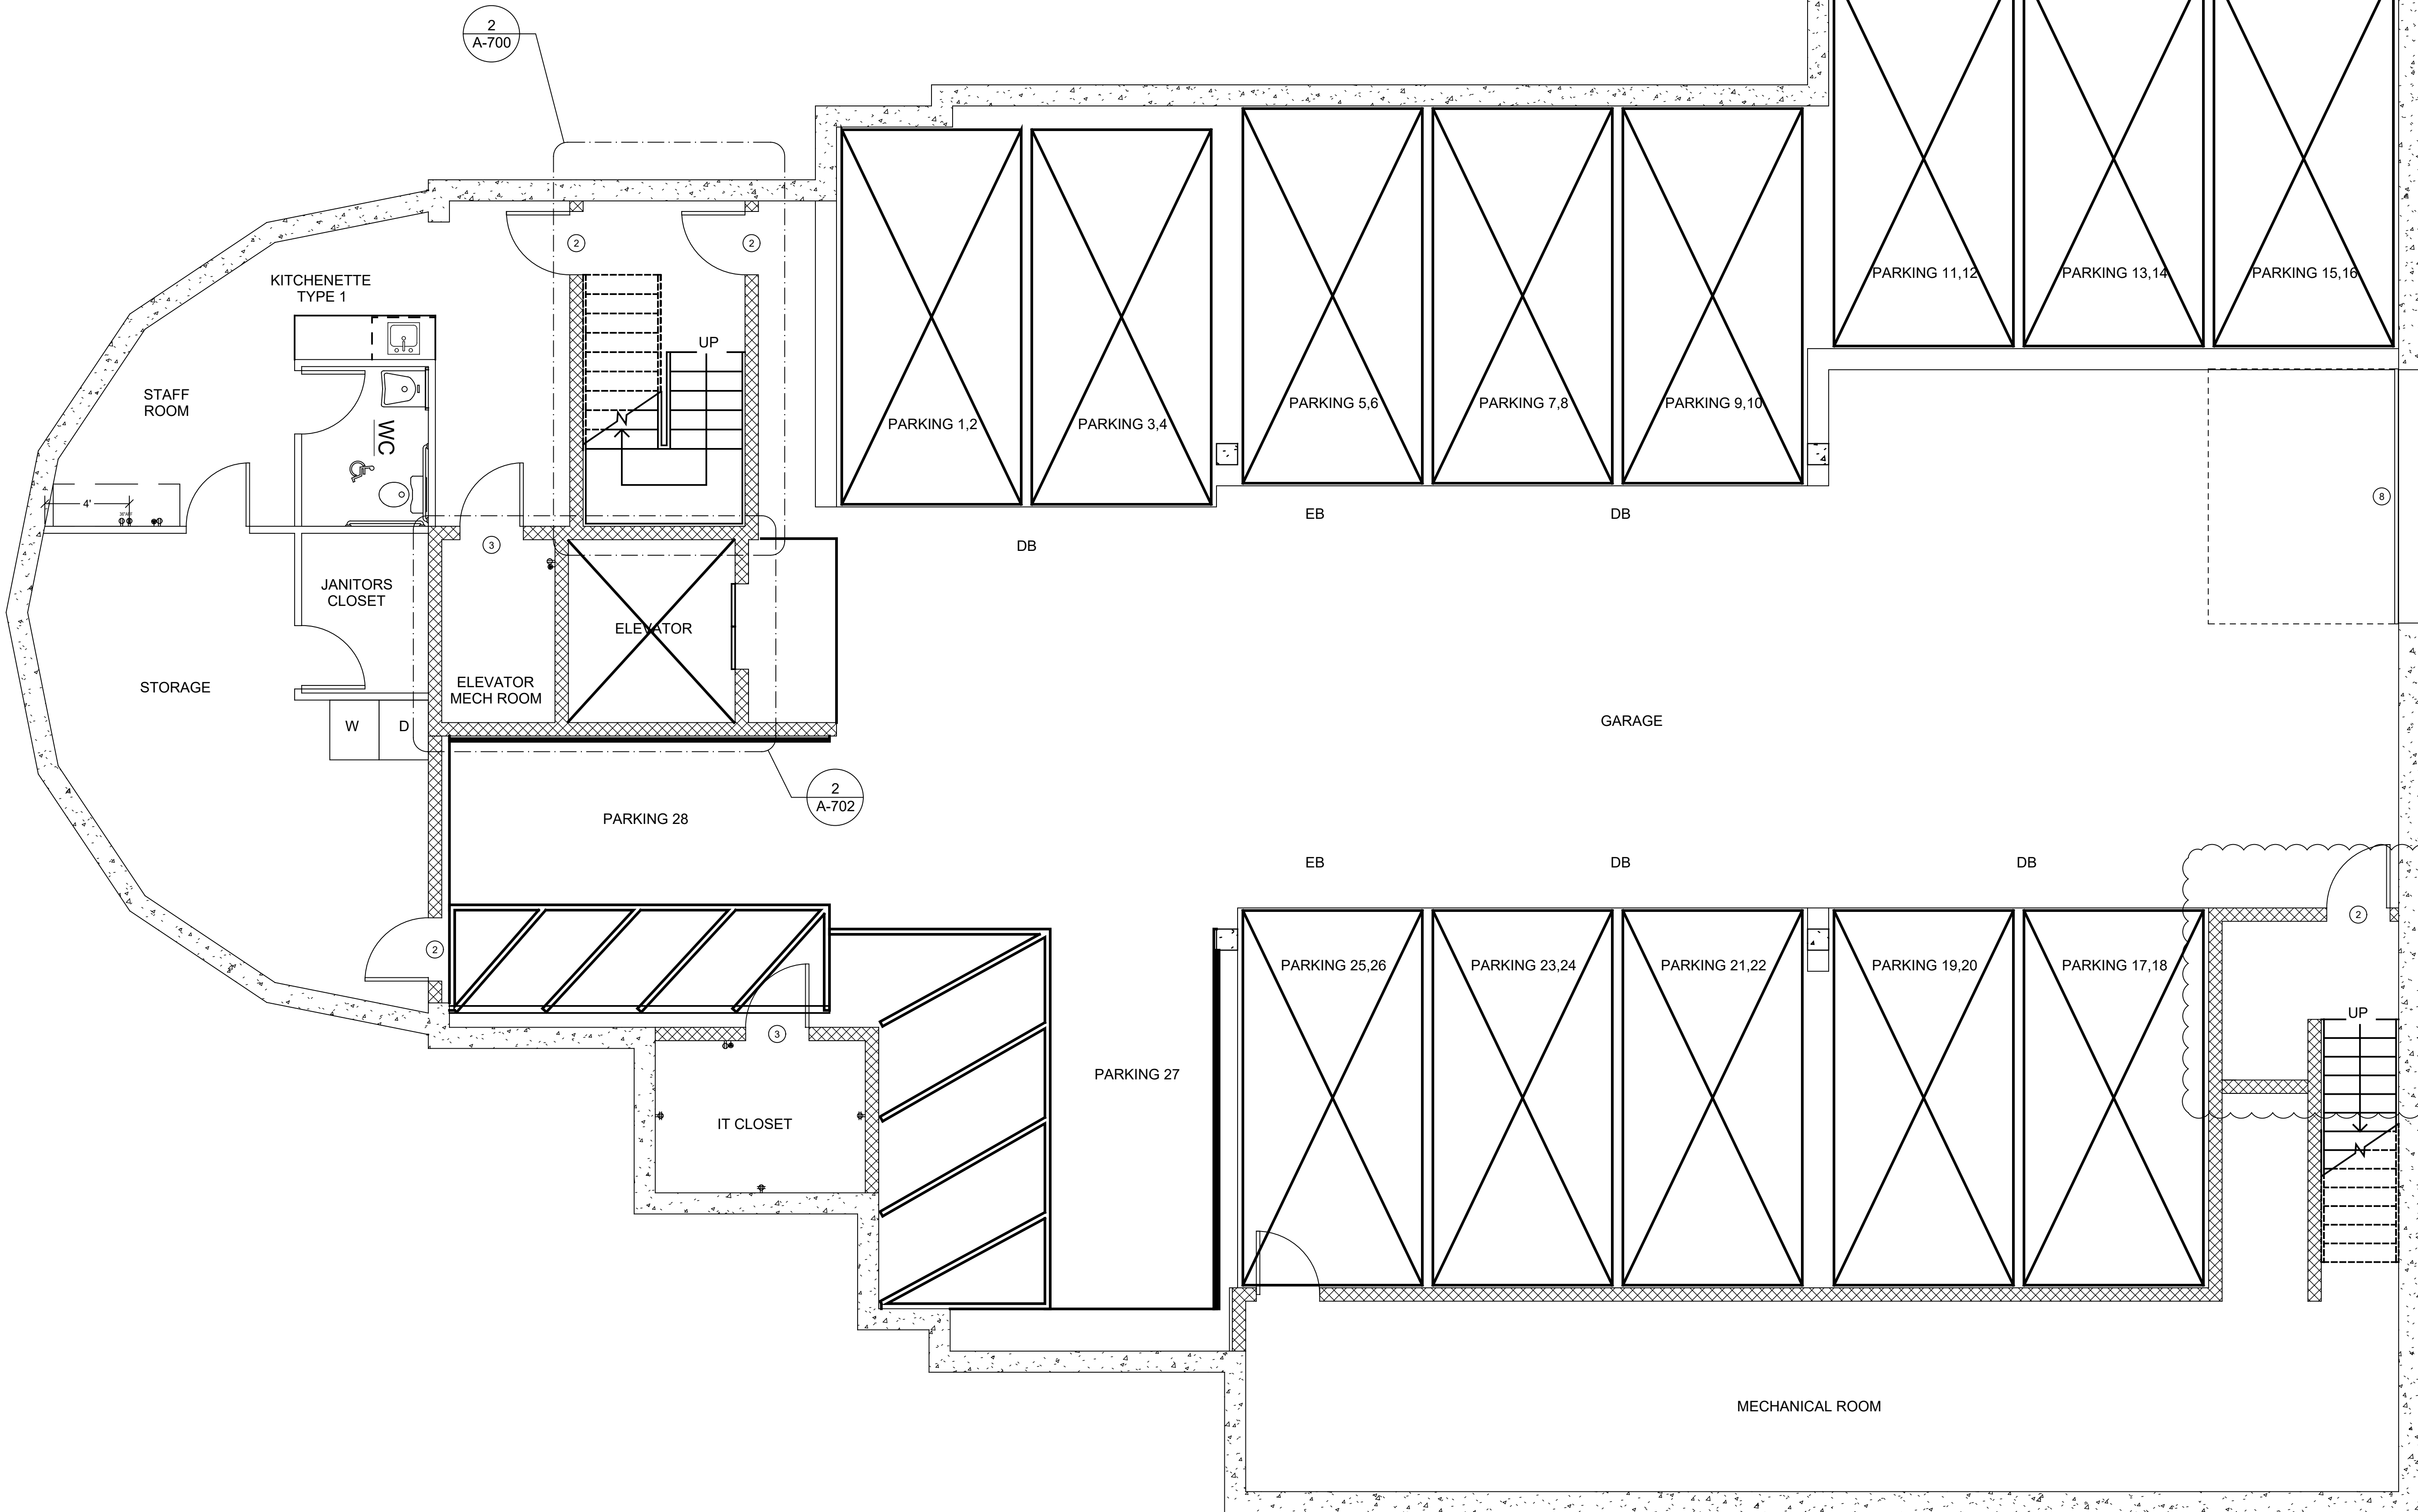 2
A-700
PARKING 11,12
PARKING 13,14
PARKING 15,16
2
2
KITCHENETTE
TYPE 1
UP
STAFF
ROOM
WC
PARKING 1,2
PARKING 3,4
PARKING 5,6
PARKING 7,8
PARKING 9,10
4'
8
EB
DB
DB
3
JANITORS
CLOSET
ELEVATOR
ELEVATOR
MECH ROOM
STORAGE
W
D
GARAGE
2
A-702
PARKING 28
EB
DB
DB
2
2
PARKING 25,26
PARKING 23,24
PARKING 21,22
PARKING 19,20
PARKING 17,18
3
UP
PARKING 27
IT CLOSET
MECHANICAL ROOM